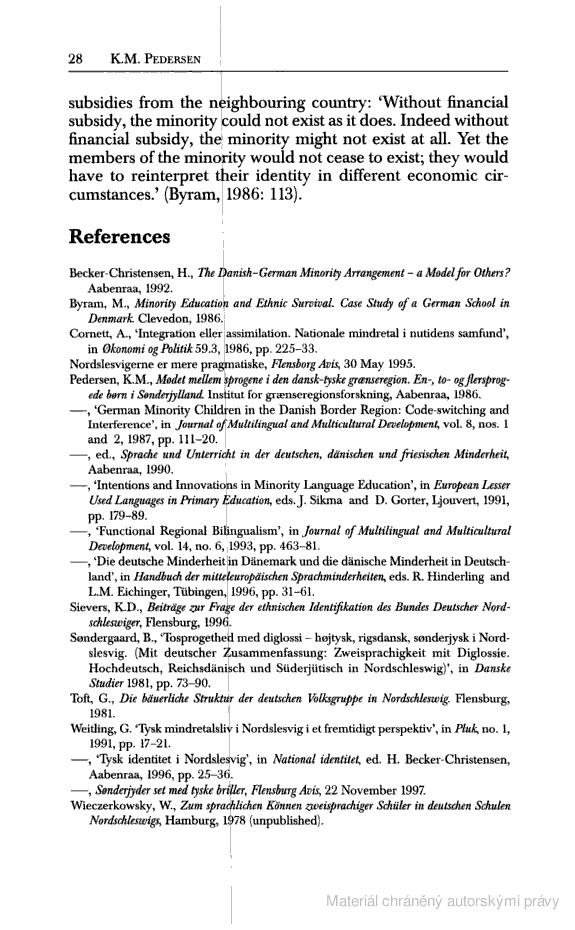 28 K.M. PEDERSEN
subsidies from the neighbouring country: ‘Without financial
subsidy, the minority could not exist as it does. Indeed without
financial subsidy, the minority might not exist at all. Yet the
members of the minority would not cease to exist; they would
have to reinterpret their identity in different economic cir-
cumstances.’ (Byram, 1986: 113).
References
Becker-Christensen, H., The Danish-German Minority Arrangement – a Model for Others?
Aabenraa, 1992.
Byram, M., Minority Education and Ethnic Survival. Case Study of a German School in
Denmark. Clevedon, 1986.
Cornett, A., ‘Integration eller assimilation. Nationale mindretal i nutidens samfund’,
in Økonomi og Politik 59.3, 1986, pp. 225–33.
Nordslesvigerne er mere pragmatiske, Flensborg Avis, 30 May 1995.
Pedersen, K.M., Mødet mellem sprogene i den dansk-tyske grænseregion. En-, to- og flersprog-
ede børn i Sønderjylland. Institut for grænseregionsforskning, Aabenraa, 1986.
—, ‘German Minority Children in the Danish Border Region: Code-switching and
Interference’, in Journal of Multilingual and Multicultural Development, vol. 8, nos. 1
and 2, 1987, pp. 111–20.
—, ed., Sprache und Unterricht in der deutschen, dänischen und friesischen Minderheit,
Aabenraa, 1990.
—, ‘Intentions and Innovations in Minority Language Education’, in European Lesser
Used Languages in Primary Education, eds. J. Sikma and D. Gorter, Ljouvert, 1991,
pp. 179–89.
—, ‘Functional Regional Bilingualism’, in Journal of Multilingual and Multicultural
Development, vol. 14, no. 6, 1993, pp. 463–81.
—, ‘Die deutsche Minderheit in Dänemark und die dänische Minderheit in Deutsch-
land’, in Handbuch der mitteleuropäischen Sprachminderheiten, eds. R. Hinderling and
L.M. Eichinger, Tübingen, 1996, pp. 31–61.
Sievers, K.D., Beiträge zur Frage der ethnischen Identifikation des Bundes Deutscher Nord-
schleswiger, Flensburg, 1996.
Søndergaard, B., ‘Tosprogethed med diglossi – højtysk, rigsdansk, sønderjysk i Nord-
slesvig. (Mit deutscher Zusammenfassung: Zweisprachigkeit mit Diglossie.
Hochdeutsch, Reichsdänisch und Süderjütisch in Nordschleswig)’, in Danske
Studier 1981, pp. 73–90.
Toft, G., Die bäuerliche Struktur der deutschen Volksgruppe in Nordschleswig. Flensburg,
1981.
Weitling, G. ‘Tysk mindretalsliv i Nordslesvig i et fremtidigt perspektiv’, in Pluk, no. 1,
1991, pp. 17–21.
—, ‘Tysk identitet i Nordslesvig’, in National identitet, ed. H. Becker-Christensen,
Aabenraa, 1996, pp. 25–36.
—, Sønderjyder set med tyske briller, Flensburg Avis, 22 November 1997.
Wieczerkowsky, W., Zum sprachlichen Können zweisprachiger Schüler in deutschen Schulen
Nordschleswigs, Hamburg, 1978 (unpublished).
Materiál chráněný autorskými právy